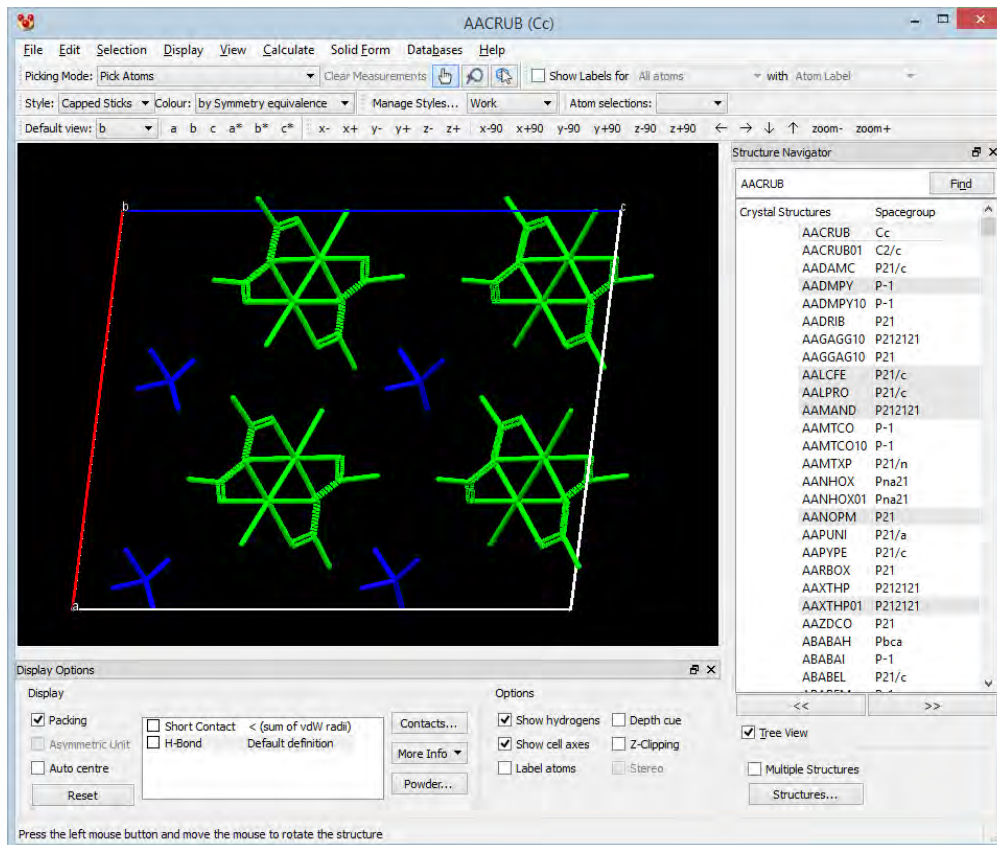 AACRUB (Cc)
File Edit Selection Display View Calculate Solid Form Databases Help
Picking Mode: Pick Atoms Clear Measurements Show Labels for All atoms with Atom Label
Style: Capped Sticks Colour: by Symmetry equivalence Manage Styles... Work Atom selections:
Default view: b a b c a* b* c* x- x+ y- y+ z- z+ x-90 x+90 y-90 y+90 z-90 z+90 ← → ↓ ↑ zoom- zoom+
b
c
a
Structure Navigator
AACRUB Find
Crystal Structures Spacegroup
AACRUB Cc
AACRUB01 C2/c
AADAMC P21/c
AADMPY P-1
AADMPY10 P-1
AADRIB P21
AAGAGG10 P212121
AAGGAG10 P21
AALCFE P21/c
AALPRO P21/c
AAMAND P212121
AAMTCO P-1
AAMTCO10 P-1
AAMTXP P21/n
AANHOX Pna21
AANHOX01 Pna21
AANOPM P21
AAPUNI P21/a
AAPYPE P21/c
AARBOX P21
AAXTHP P212121
AAXTHP01 P212121
AAZDCO P21
ABABAH Pbca
ABABAI P-1
ABABEL P21/c
<< >>
Tree View
Multiple Structures
Structures...
Display Options
Display
Packing
Asymmetric Unit
Auto centre
Reset
Short Contact < (sum of vdW radii)
H-Bond Default definition
Contacts...
More Info
Powder...
Options
Show hydrogens Depth cue
Show cell axes Z-Clipping
Label atoms Stereo
Press the left mouse button and move the mouse to rotate the structure